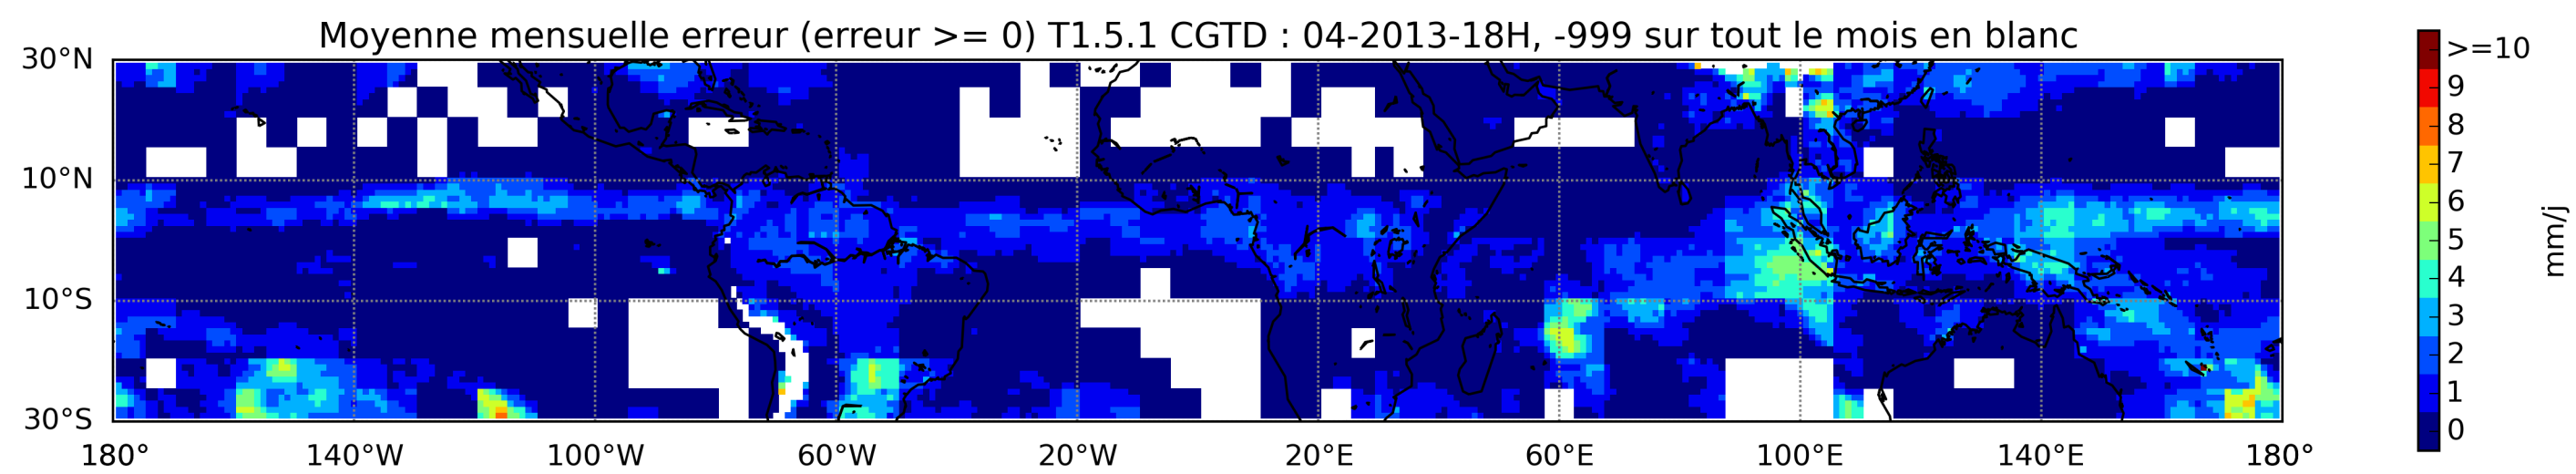 Moyenne mensuelle erreur (erreur >= 0) T1.5.1 CGTD : 04-2013-18H, -999 sur tout le mois en blanc
30°N
10°N
10°S
30°S
180° 140°W 100°W 60°W 20°W 20°E 60°E 100°E 140°E 180°
>=10
9
8
7
6
5
4
3
2
1
0
mm/j